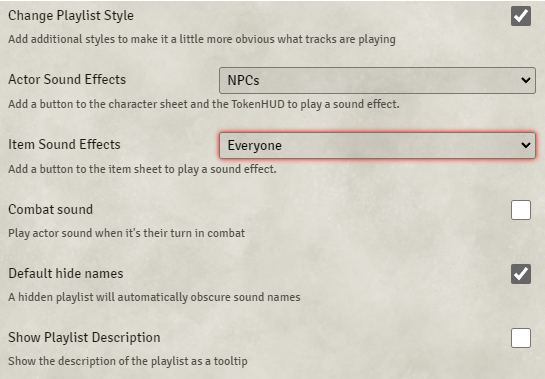 Change Playlist Style
Add additional styles to make it a little more obvious what tracks are playing
Actor Sound Effects
NPCs
Add a button to the character sheet and the TokenHUD to play a sound effect.
Item Sound Effects
Everyone
Add a button to the item sheet to play a sound effect.
Combat sound
Play actor sound when it's their turn in combat
Default hide names
A hidden playlist will automatically obscure sound names
Show Playlist Description
Show the description of the playlist as a tooltip